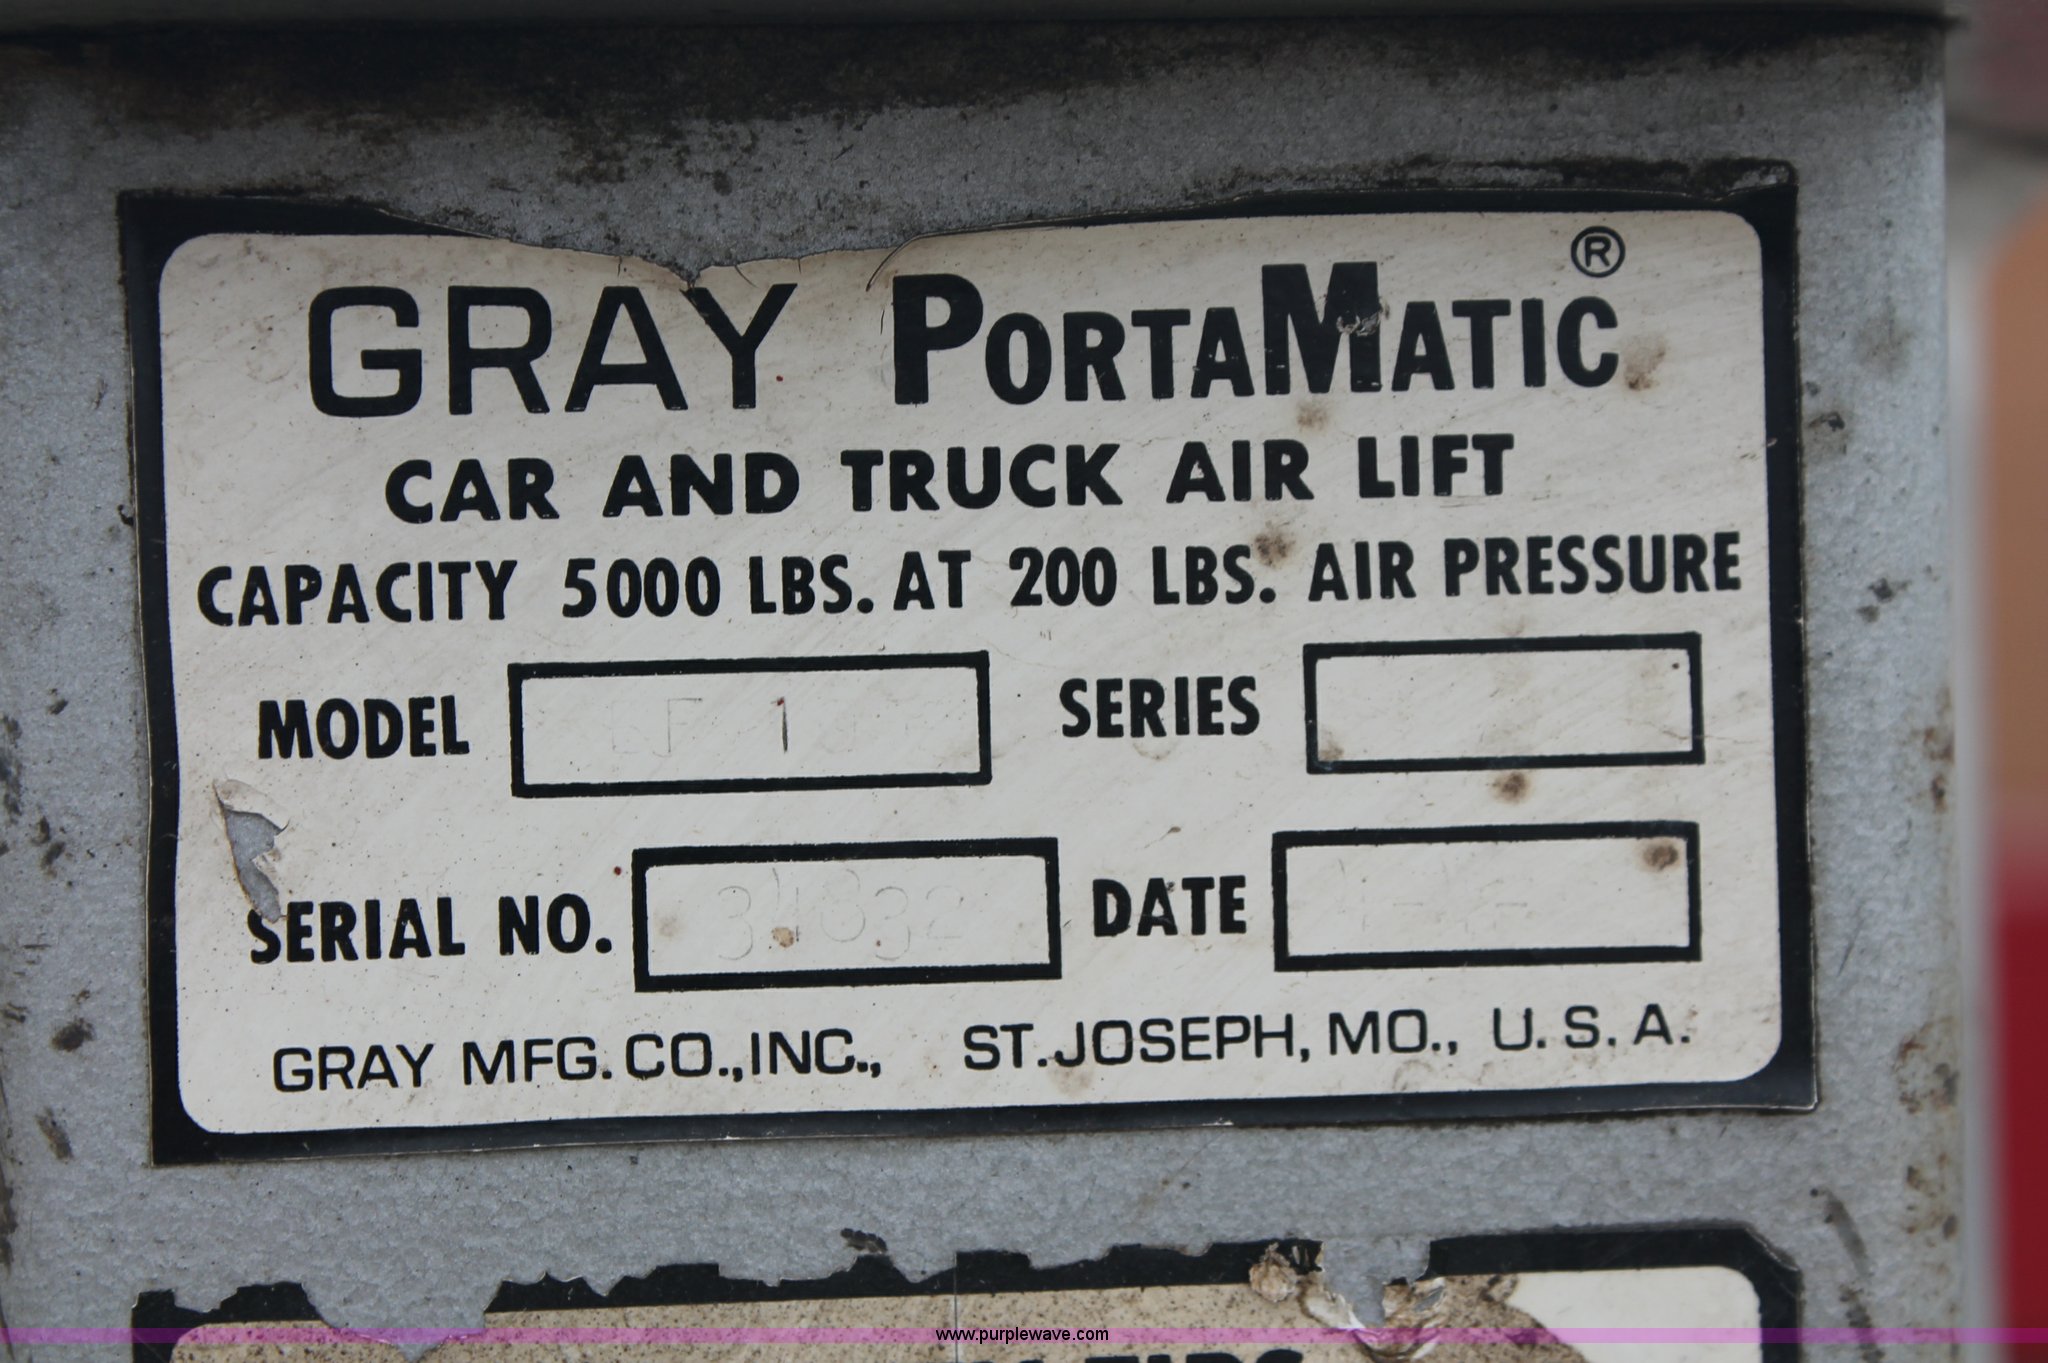 GRAY PORTAMATIC®
CAR AND TRUCK AIR LIFT
CAPACITY 5000 LBS. AT 200 LBS. AIR PRESSURE
MODEL SERIES
SERIAL NO. 34832 DATE
GRAY MFG. CO., INC., ST. JOSEPH, MO., U. S. A.
www.purplewave.com